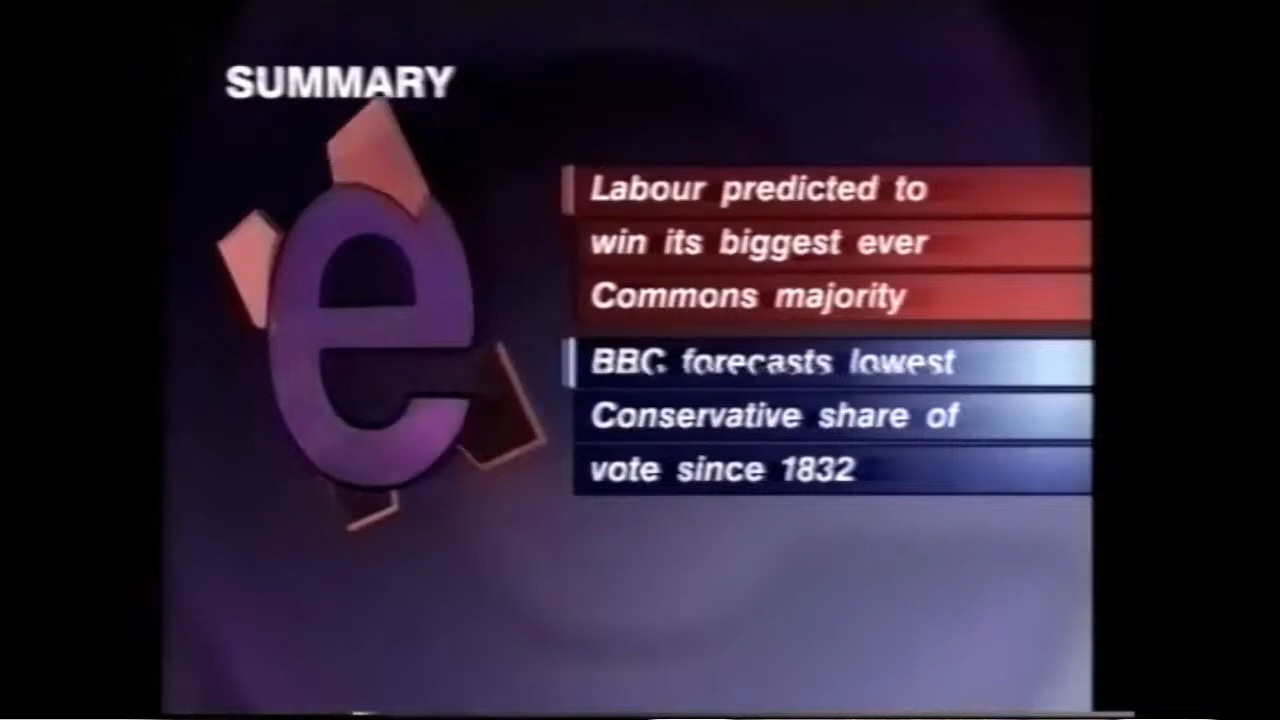 SUMMARY
e
Labour predicted to
win its biggest ever
Commons majority
BBC forecasts lowest
Conservative share of
vote since 1832